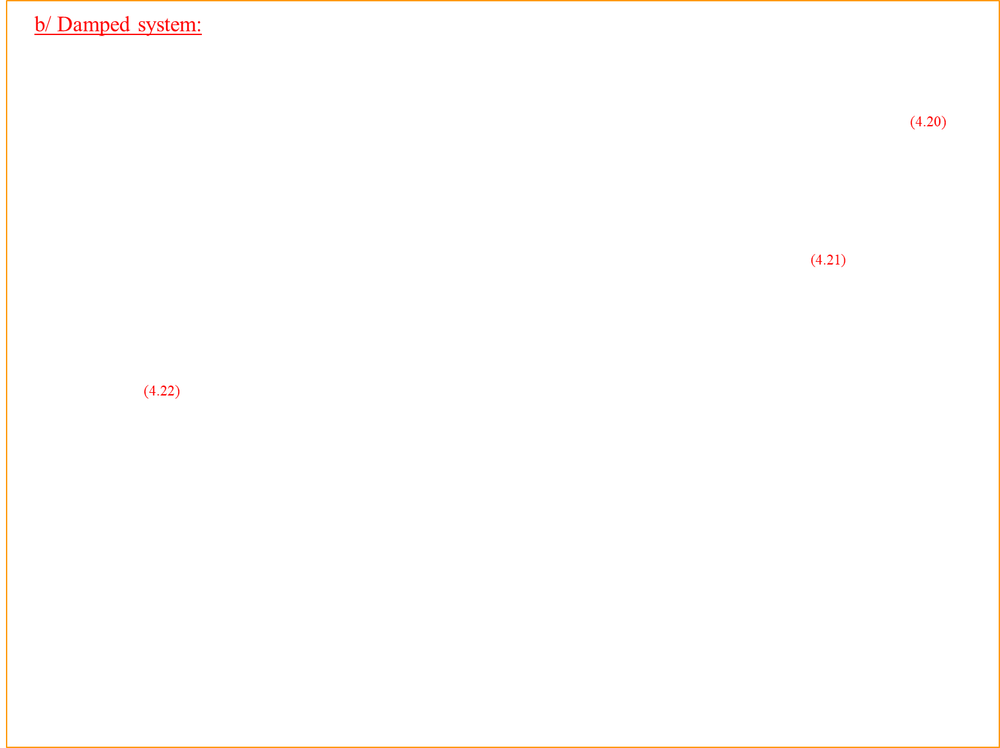 b/ Damped system:
(4.20)
(4.21)
(4.22)